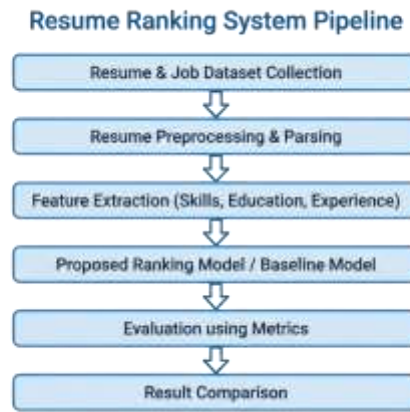 Resume Ranking System Pipeline
Resume & Job Dataset Collection
Resume Preprocessing & Parsing
Feature Extraction (Skills, Education, Experience)
Proposed Ranking Model / Baseline Model
Evaluation using Metrics
Result Comparison